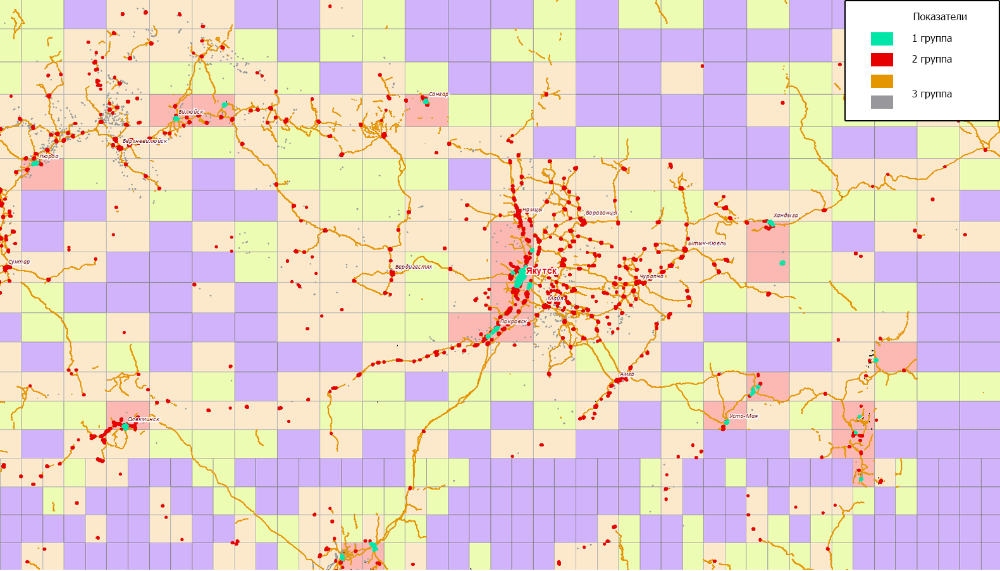 Показатели
1 группа
2 группа
3 группа
Сангар
Вилюйск
Верхневилюйск
Нюрба
Намцы
Борогонцы
Хандыга
Ытык-Кюель
Сунтар
Бердигестях
Якутск
Чурапча
Майя
Покровск
Амга
Олекминск
Усть-Мая